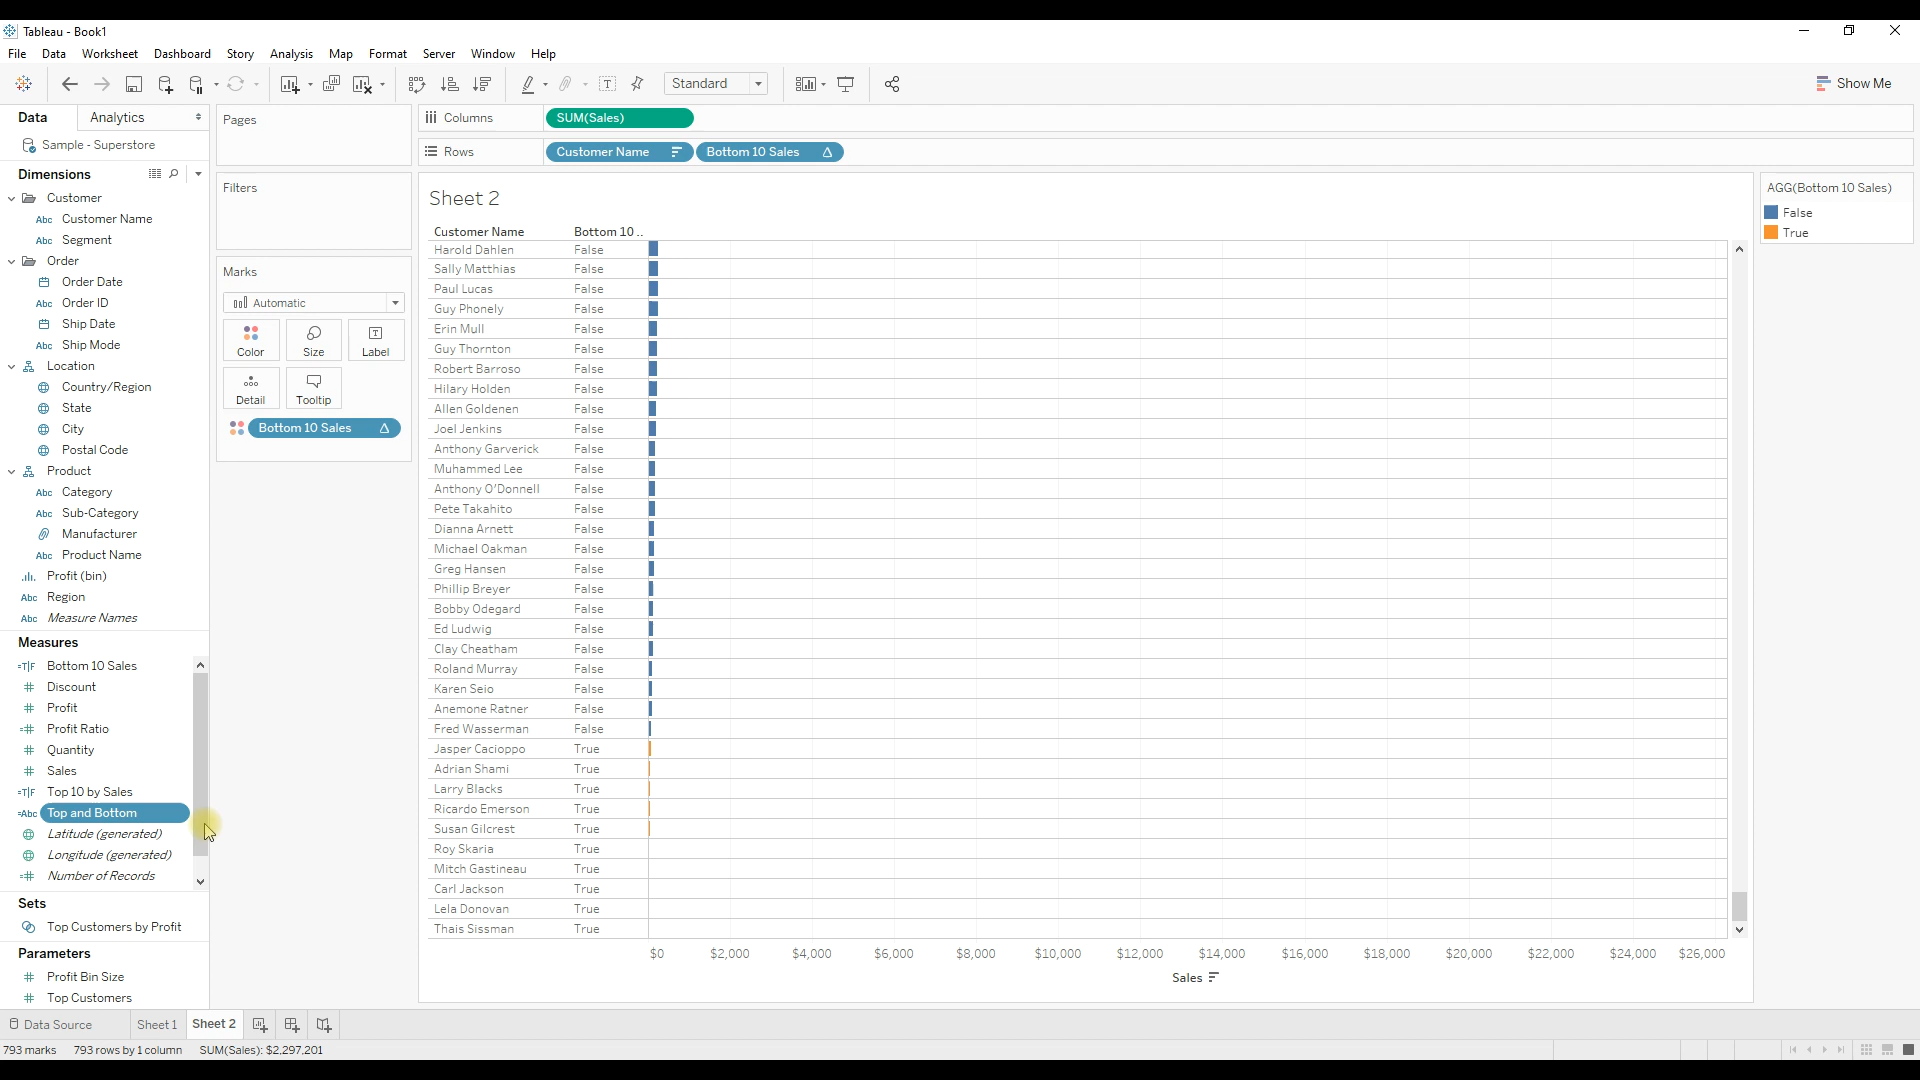 Tableau - Book1
File Data Worksheet Dashboard Story Analysis Map Format Server Window Help
Standard
Show Me
Data Analytics
Sample - Superstore
Dimensions
Customer
Abc Customer Name
Abc Segment
Order
Order Date
Abc Order ID
Ship Date
Abc Ship Mode
Location
Country/Region
State
City
Postal Code
Product
Abc Category
Abc Sub-Category
Manufacturer
Abc Product Name
Profit (bin)
Abc Region
Abc Measure Names
Measures
=T|F Bottom 10 Sales
# Discount
# Profit
=# Profit Ratio
# Quantity
# Sales
=T|F Top 10 by Sales
=Abc Top and Bottom
Latitude (generated)
Longitude (generated)
=# Number of Records
Sets
Top Customers by Profit
Parameters
# Profit Bin Size
# Top Customers
Pages
Filters
Marks
Automatic
Color Size Label
Detail Tooltip
Bottom 10 Sales
Columns SUM(Sales)
Rows Customer Name Bottom 10 Sales
Sheet 2
Customer Name Bottom 10 ..
Harold Dahlen False
Sally Matthias False
Paul Lucas False
Guy Phonely False
Erin Mull False
Guy Thornton False
Robert Barroso False
Hilary Holden False
Allen Goldenen False
Joel Jenkins False
Anthony Garverick False
Muhammed Lee False
Anthony O'Donnell False
Pete Takahito False
Dianna Arnett False
Michael Oakman False
Greg Hansen False
Phillip Breyer False
Bobby Odegard False
Ed Ludwig False
Clay Cheatham False
Roland Murray False
Karen Seio False
Anemone Ratner False
Fred Wasserman False
Jasper Cacioppo True
Adrian Shami True
Larry Blacks True
Ricardo Emerson True
Susan Gilcrest True
Roy Skaria True
Mitch Gastineau True
Carl Jackson True
Lela Donovan True
Thais Sissman True
$0 $2,000 $4,000 $6,000 $8,000 $10,000 $12,000 $14,000 $16,000 $18,000 $20,000 $22,000 $24,000 $26,000
Sales
AGG(Bottom 10 Sales)
False
True
Data Source Sheet 1 Sheet 2
793 marks 793 rows by 1 column SUM(Sales): $2,297,201